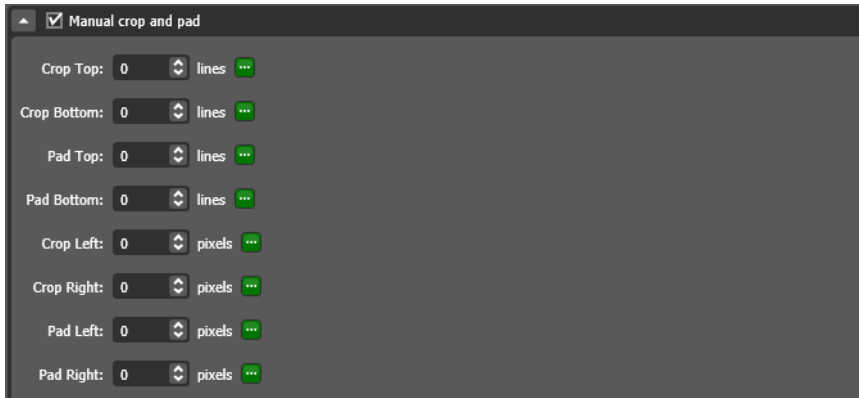 Manual crop and pad
Crop Top: 0 lines ...
Crop Bottom: 0 lines ...
Pad Top: 0 lines ...
Pad Bottom: 0 lines ...
Crop Left: 0 pixels ...
Crop Right: 0 pixels ...
Pad Left: 0 pixels ...
Pad Right: 0 pixels ...